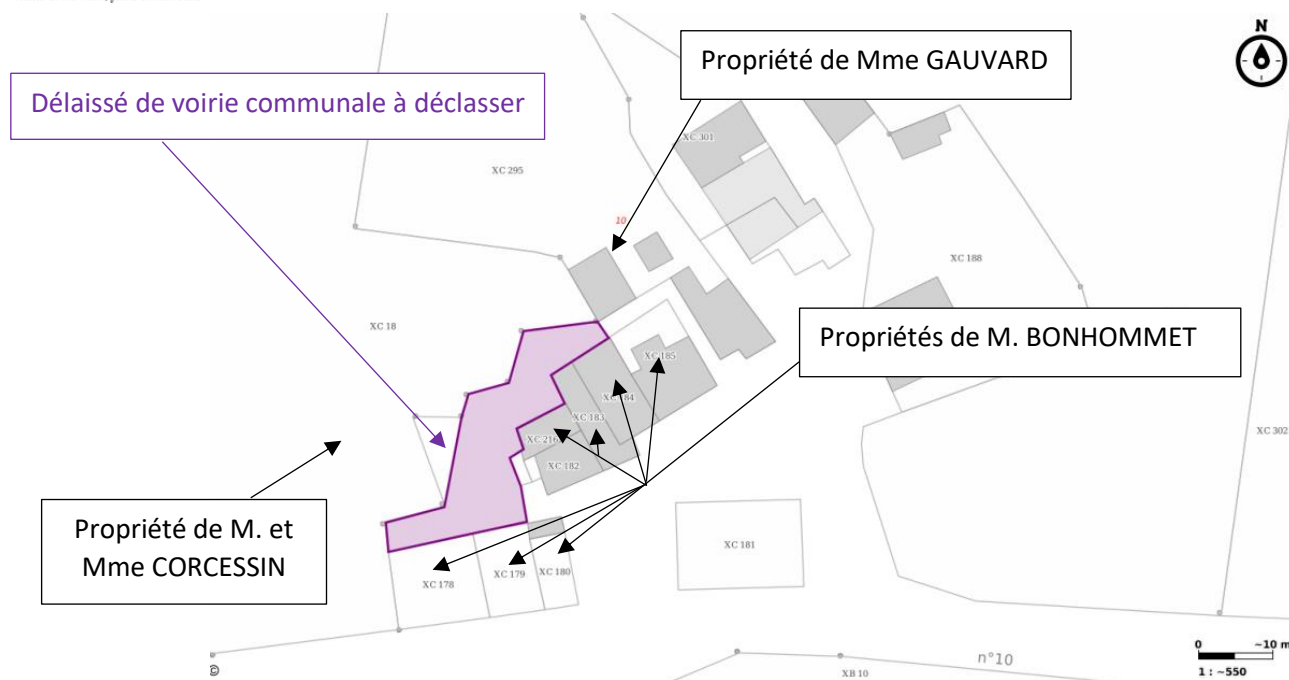 N
Propriété de Mme GAUVARD
Délaissé de voirie communale à déclasser
XC 301
XC 295
10
XC 188
XC 18
Propriétés de M. BONHOMMET
XC 185
XC 184
XC 183
XC 216
XC 182
XC 302
Propriété de M. et
Mme CORCESSIN
XC 181
XC 178
XC 179
XC 180
n°10
XB 10
0 ~10 m
1 : ~550
©